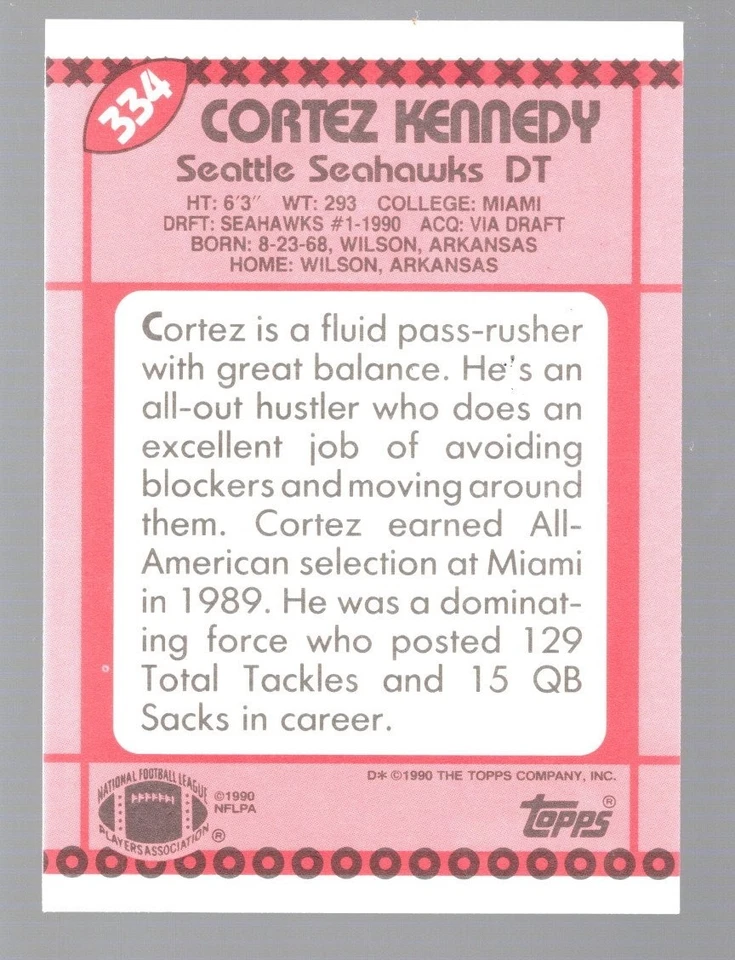 334
CORTEZ KENNEDY
Seattle Seahawks DT
HT: 6'3" WT: 293 COLLEGE: MIAMI
DRFT: SEAHAWKS #1-1990 ACQ: VIA DRAFT
BORN: 8-23-68, WILSON, ARKANSAS
HOME: WILSON, ARKANSAS
Cortez is a fluid pass-rusher
with great balance. He's an
all-out hustler who does an
excellent job of avoiding
blockers and moving around
them. Cortez earned All-
American selection at Miami
in 1989. He was a dominat-
ing force who posted 129
Total Tackles and 15 QB
Sacks in career.
D* ©1990 THE TOPPS COMPANY, INC.
NATIONAL FOOTBALL LEAGUE
PLAYERS ASSOCIATION ®
©1990
NFLPA
topps ®